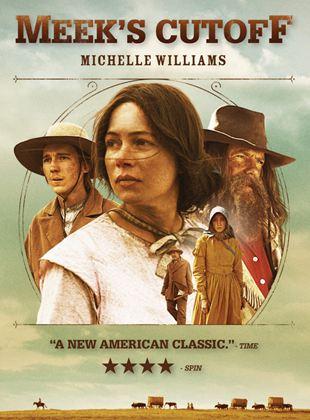 MEEK'S CUTOFF
MICHELLE WILLIAMS
"A NEW AMERICAN CLASSIC." - TIME
★★★★ - SPIN